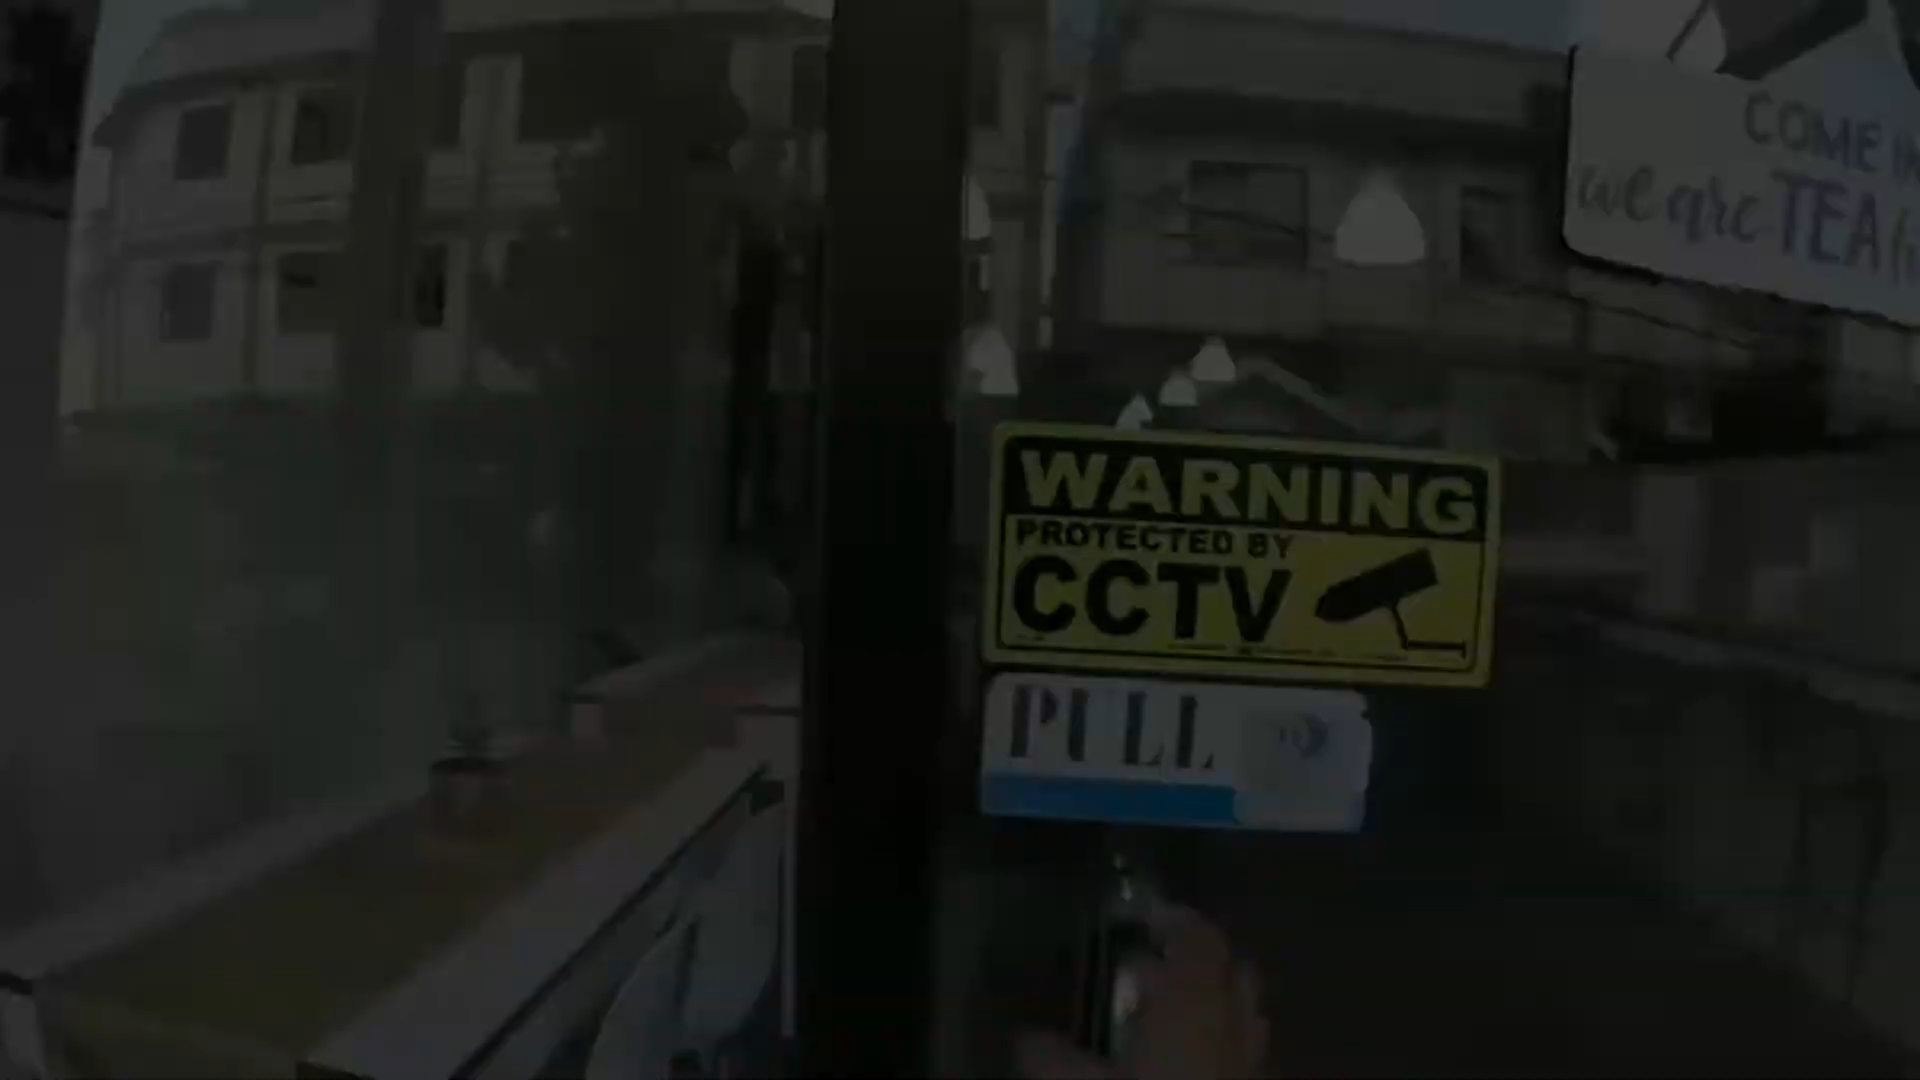 COME
we are TEA
WARNING
PROTECTED BY
CCTV
PULL